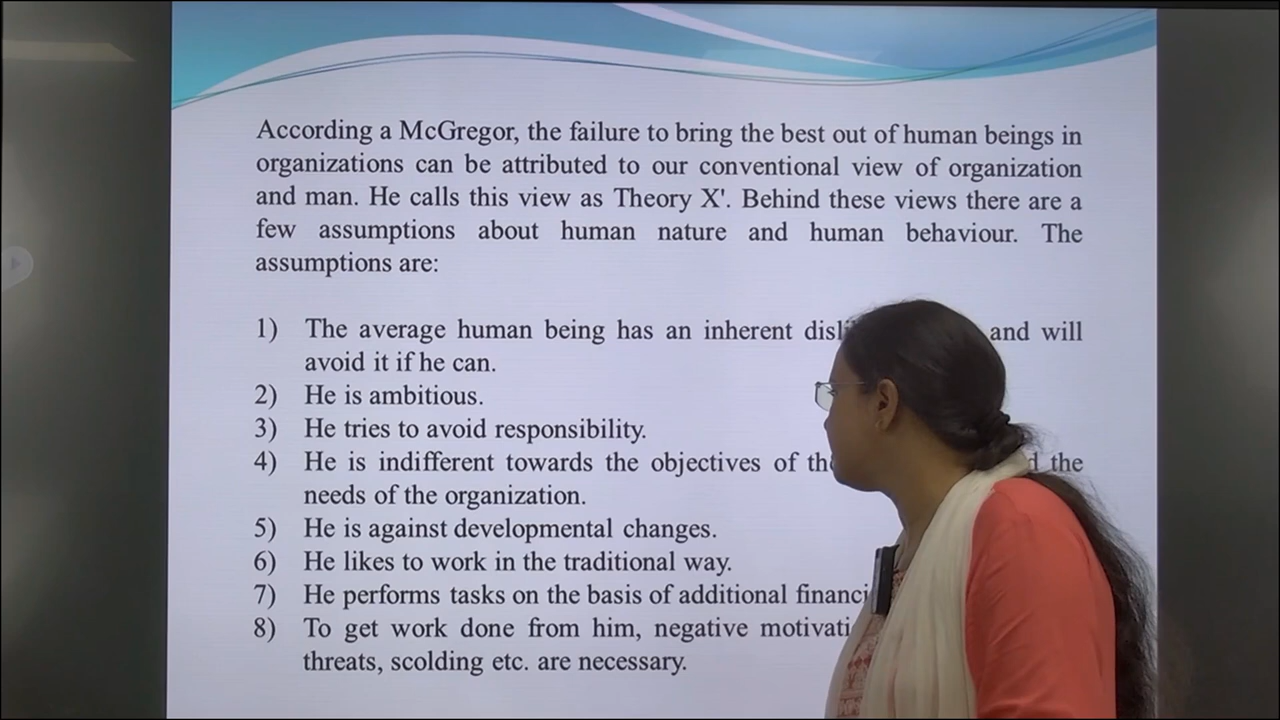 According a McGregor, the failure to bring the best out of human beings in
organizations can be attributed to our conventional view of organization
and man. He calls this view as Theory X'. Behind these views there are a
few assumptions about human nature and human behaviour. The
assumptions are:
1) The average human being has an inherent and will
avoid it if he can.
2) He is ambitious.
3) He tries to avoid responsibility.
4) He is indifferent towards the objectives of the
needs of the organization.
5) He is against developmental changes.
6) He likes to work in the traditional way.
7) He performs tasks on the basis of additional
8) To get work done from him, negative
threats, scolding etc. are necessary.